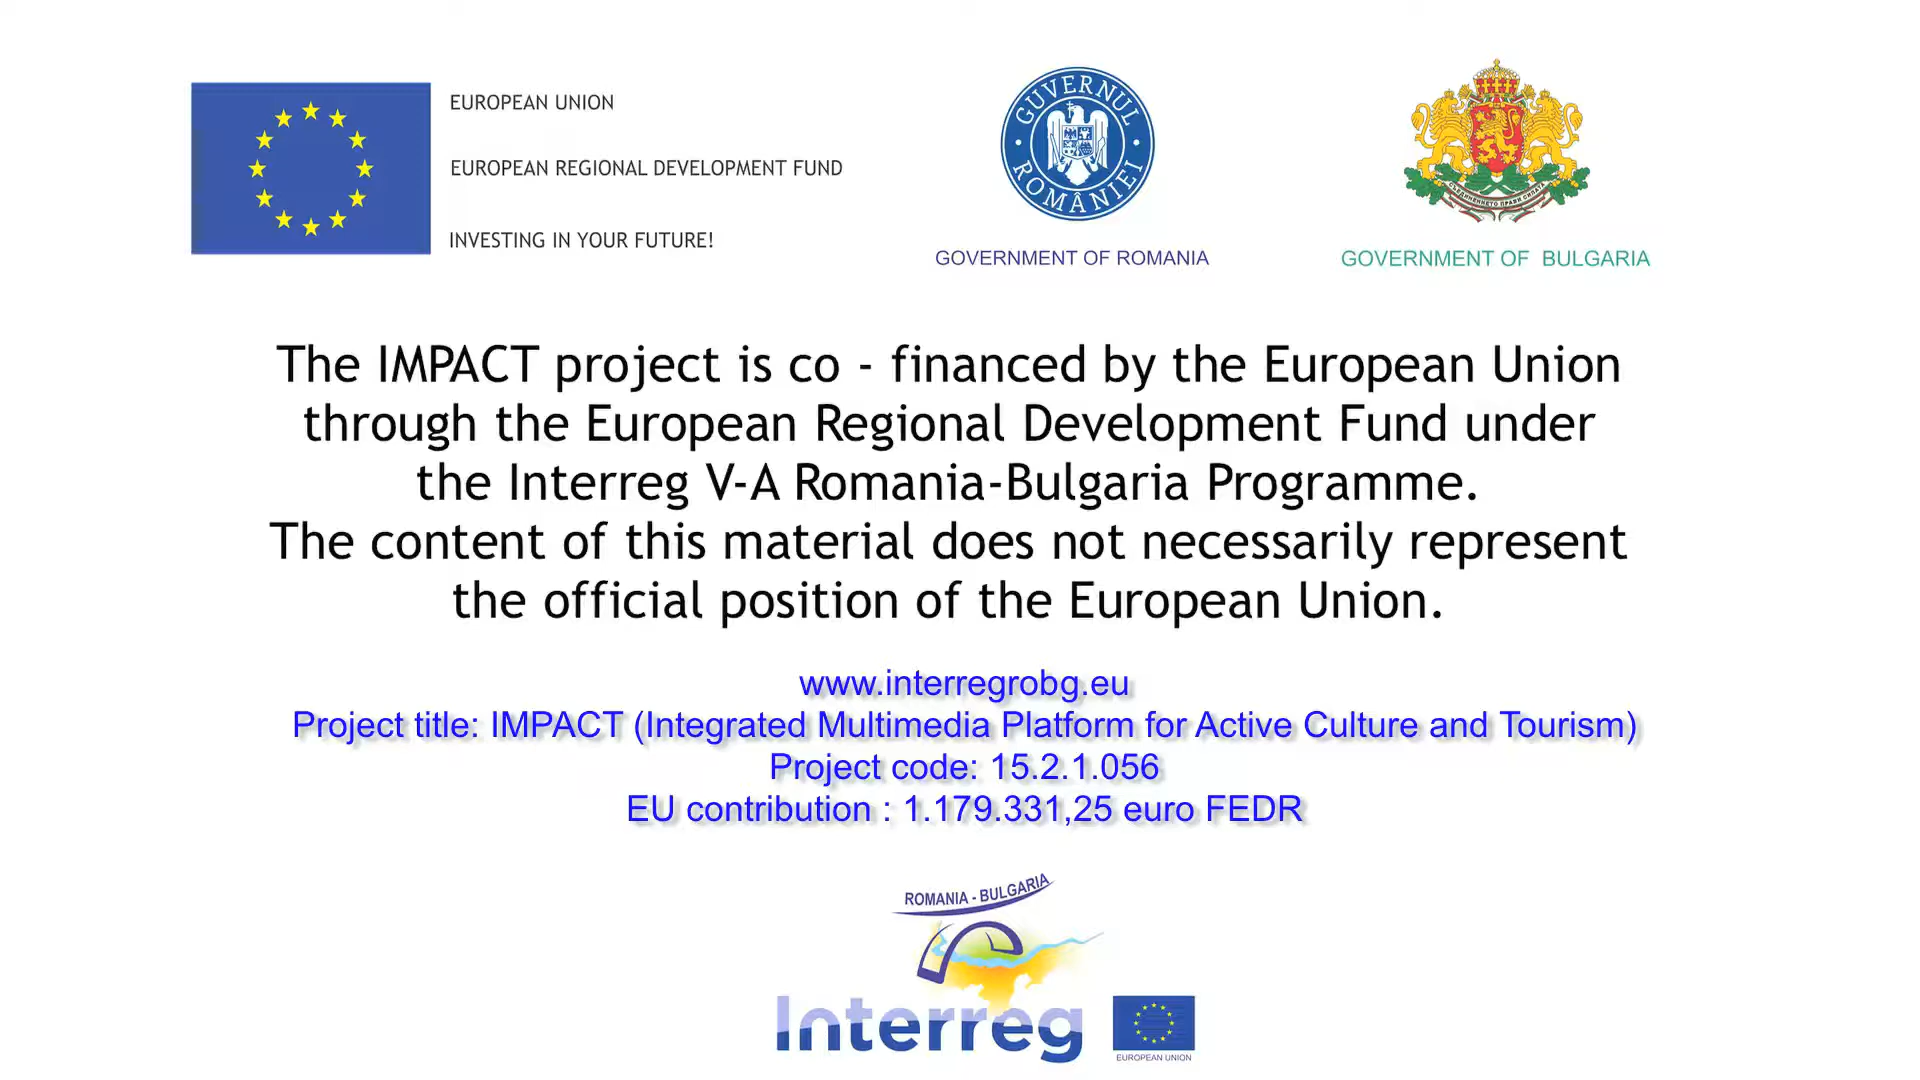 EUROPEAN UNION
EUROPEAN REGIONAL DEVELOPMENT FUND
INVESTING IN YOUR FUTURE!
GUVERNUL ROMÂNIEI
GOVERNMENT OF ROMANIA
СЪЕДИНЕНИЕТО ПРАВИ СИЛАТА
GOVERNMENT OF BULGARIA
The IMPACT project is co - financed by the European Union
through the European Regional Development Fund under
the Interreg V-A Romania-Bulgaria Programme.
The content of this material does not necessarily represent
the official position of the European Union.
www.interregrobg.eu
Project title: IMPACT (Integrated Multimedia Platform for Active Culture and Tourism)
Project code: 15.2.1.056
EU contribution : 1.179.331,25 euro FEDR
ROMANIA - BULGARIA
Interreg
EUROPEAN UNION